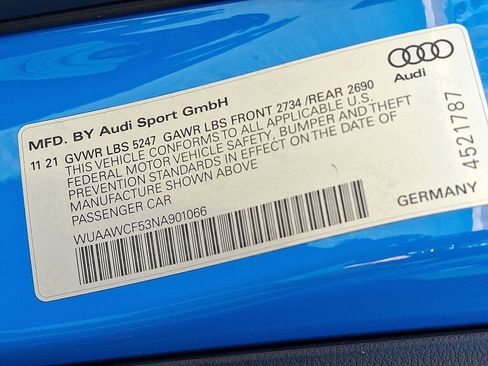 Audi
MFD. BY Audi Sport GmbH
11 21 GVWR LBS 5247 GAWR LBS FRONT 2734 /REAR 2690
THIS VEHICLE CONFORMS TO ALL APPLICABLE U.S.
FEDERAL MOTOR VEHICLE SAFETY, BUMPER AND THEFT
PREVENTION STANDARDS IN EFFECT ON THE DATE OF
MANUFACTURE SHOWN ABOVE
PASSENGER CAR
WUAAWCF53NA901066
4521787
GERMANY